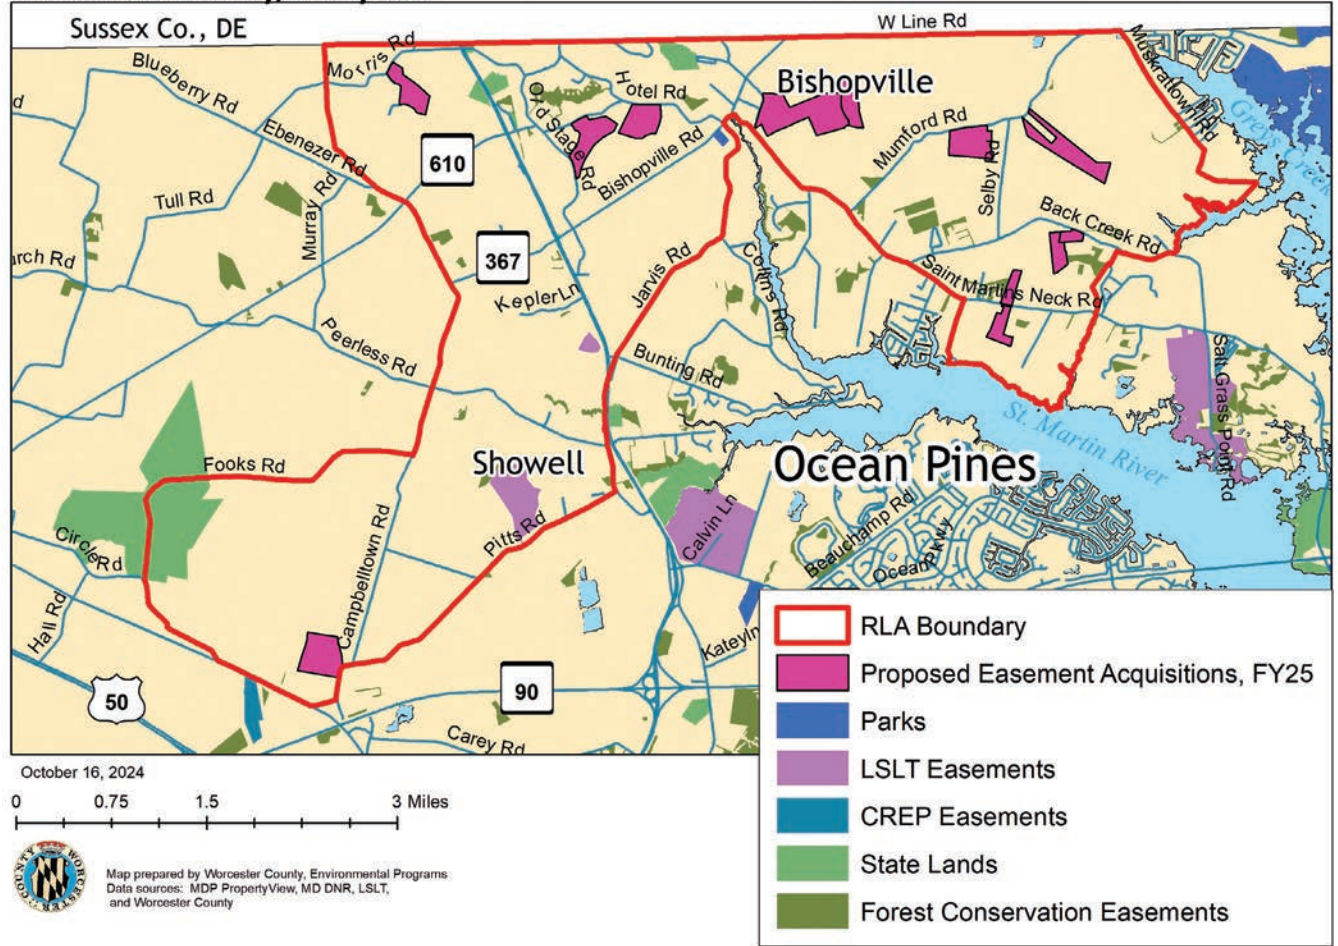 Sussex Co., DE
W Line Rd
Morris Rd
Muskrattown Rd
Blueberry Rd
Hotel Rd
Bishopville
Greys Creek
Old Stage Rd
Ebenezer Rd
Mumford Rd
610
Bishopville Rd
Selby Rd
Tull Rd
Murray Rd
Back Creek Rd
367
Jarvis Rd
Collins Rd
Saint Martins Neck Rd
Kepler Ln
Peerless Rd
Bunting Rd
Salt Grass Point Rd
St. Martin River
Fooks Rd
Showell
Ocean Pines
Calvin Ln
Beauchamp Rd
Pitts Rd
Ocean Pkwy
Circle Rd
Campbelltown Rd
Hall Rd
Kateyln
50
90
Carey Rd
RLA Boundary
Proposed Easement Acquisitions, FY25
Parks
LSLT Easements
CREP Easements
State Lands
Forest Conservation Easements
October 16, 2024
0 0.75 1.5 3 Miles
WORCESTER COUNTY
Map prepared by Worcester County, Environmental Programs
Data sources: MDP PropertyView, MD DNR, LSLT,
and Worcester County